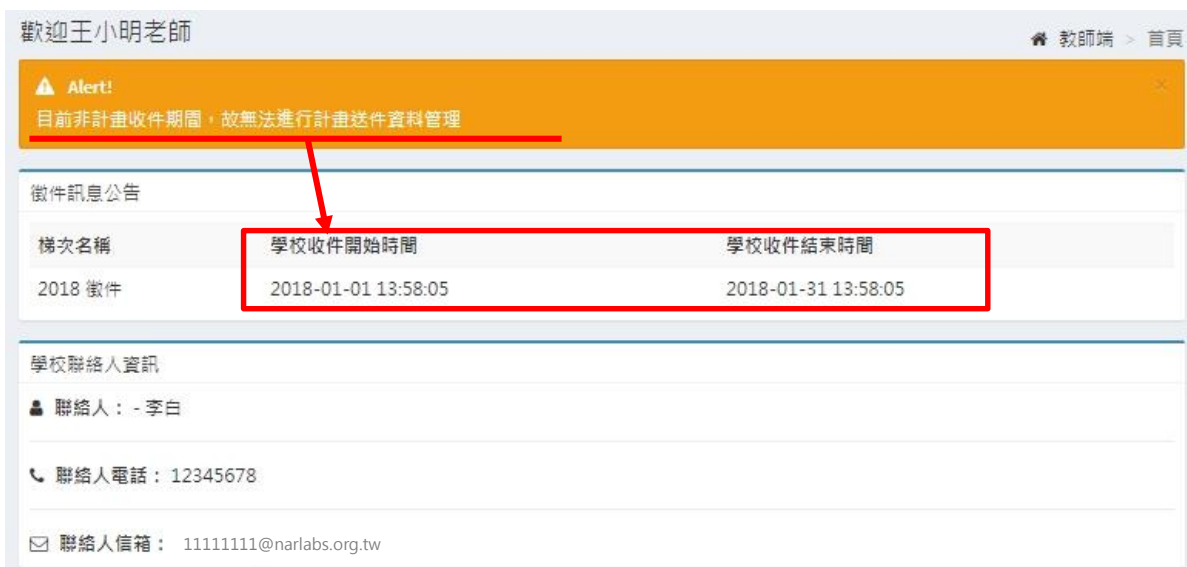 歡迎王小明老師
教師端 > 首頁
Alert! ×
目前非計畫收件期間，故無法進行計畫送件資料管理
徵件訊息公告
梯次名稱 學校收件開始時間 學校收件結束時間
2018 徵件 2018-01-01 13:58:05 2018-01-31 13:58:05
學校聯絡人資訊
聯絡人： - 李白
聯絡人電話： 12345678
聯絡人信箱： 11111111@narlabs.org.tw